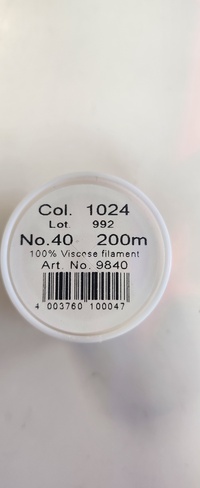 Col. 1024
Lot 992
No.40 200m
100% Viscose filament
Art. No. 9840
4 003760 100047